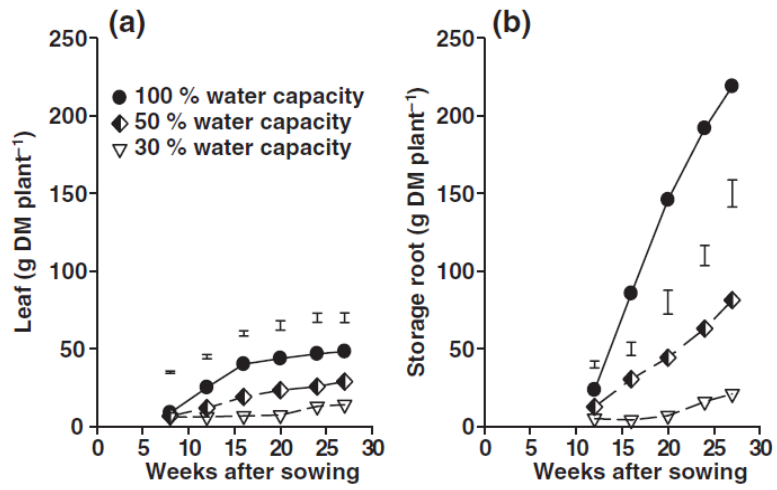 (a)
250
200
150
100
50
0
Leaf (g DM plant⁻¹)
100 % water capacity
50 % water capacity
30 % water capacity
0 5 10 15 20 25 30
Weeks after sowing
(b)
250
200
150
100
50
0
Storage root (g DM plant⁻¹)
0 5 10 15 20 25 30
Weeks after sowing